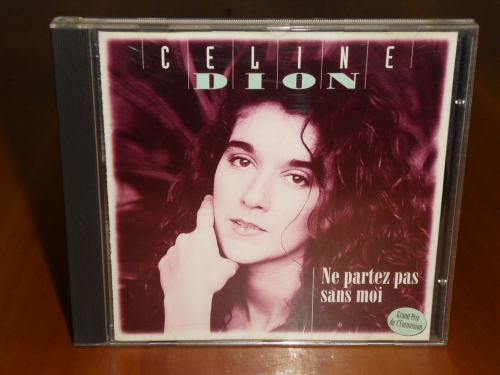 CELINE
DION
Ne partez pas
sans moi
Grand Prix
de l'Eurovision